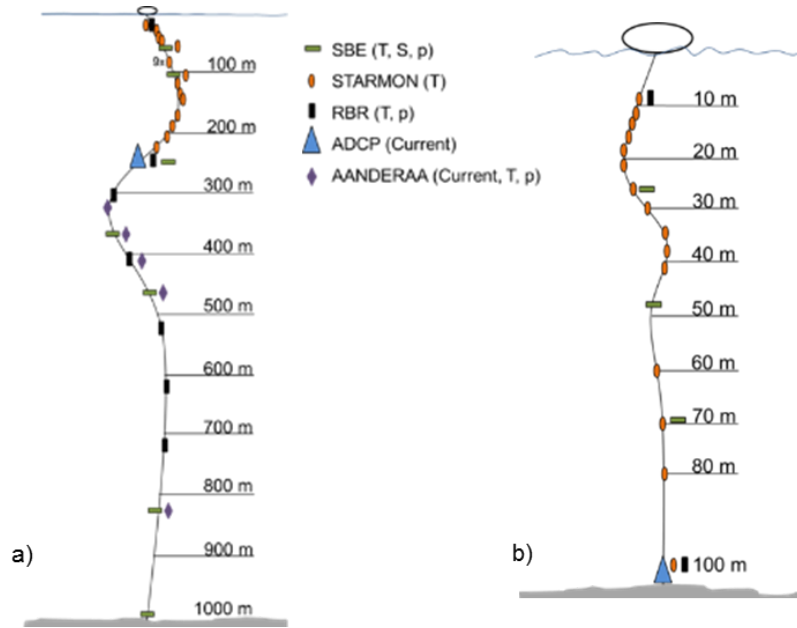 9x
100 m
200 m
300 m
400 m
500 m
600 m
700 m
800 m
900 m
1000 m
a)
SBE (T, S, p)
STARMON (T)
RBR (T, p)
ADCP (Current)
AANDERAA (Current, T, p)
10 m
20 m
30 m
40 m
50 m
60 m
70 m
80 m
100 m
b)